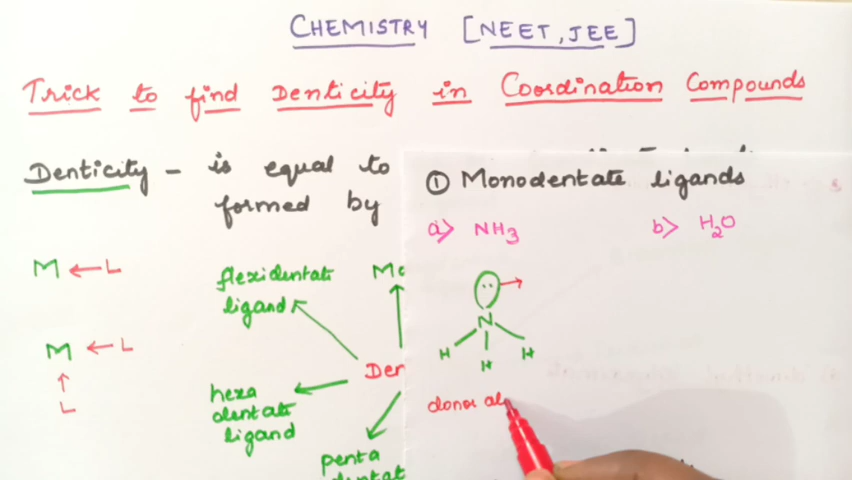 CHEMISTRY [NEET, JEE]
Trick to find Denticity in Coordination Compounds
Denticity - is equal to
formed by
M ← L
M ← L
↑
L
flexidentate
ligand
hexa
dentate
ligand
penta
① Monodentate ligands
a> NH3
b> H2O
N
H
H
H
donor